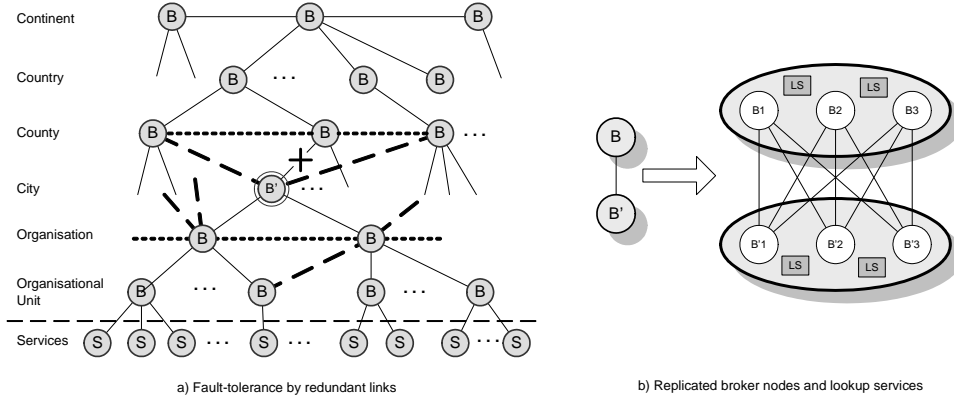 Continent
B B B
Country
B ... B B
County
B B B ...
City
B' ...
Organisation
B B
Organisational
Unit
B ... B B ... B
Services
S S S ... S ... S S ... S ... S
a) Fault-tolerance by redundant links
B
B'
LS LS
B1 B2 B3
B'1 B'2 B'3
LS LS
b) Replicated broker nodes and lookup services